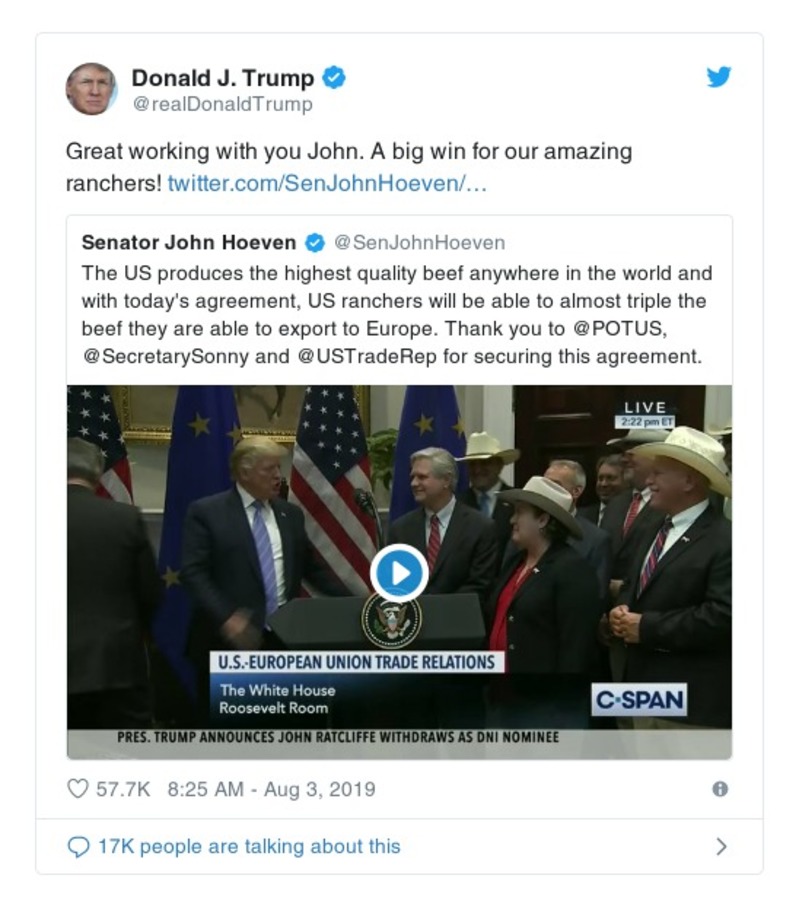 Donald J. Trump
@realDonaldTrump
Great working with you John. A big win for our amazing
ranchers! twitter.com/SenJohnHoeven/…
Senator John Hoeven @SenJohnHoeven
The US produces the highest quality beef anywhere in the world and
with today's agreement, US ranchers will be able to almost triple the
beef they are able to export to Europe. Thank you to @POTUS,
@SecretarySonny and @USTradeRep for securing this agreement.
LIVE
2:22 pm ET
U.S.-EUROPEAN UNION TRADE RELATIONS
The White House
Roosevelt Room
C·SPAN
PRES. TRUMP ANNOUNCES JOHN RATCLIFFE WITHDRAWS AS DNI NOMINEE
57.7K 8:25 AM - Aug 3, 2019
17K people are talking about this